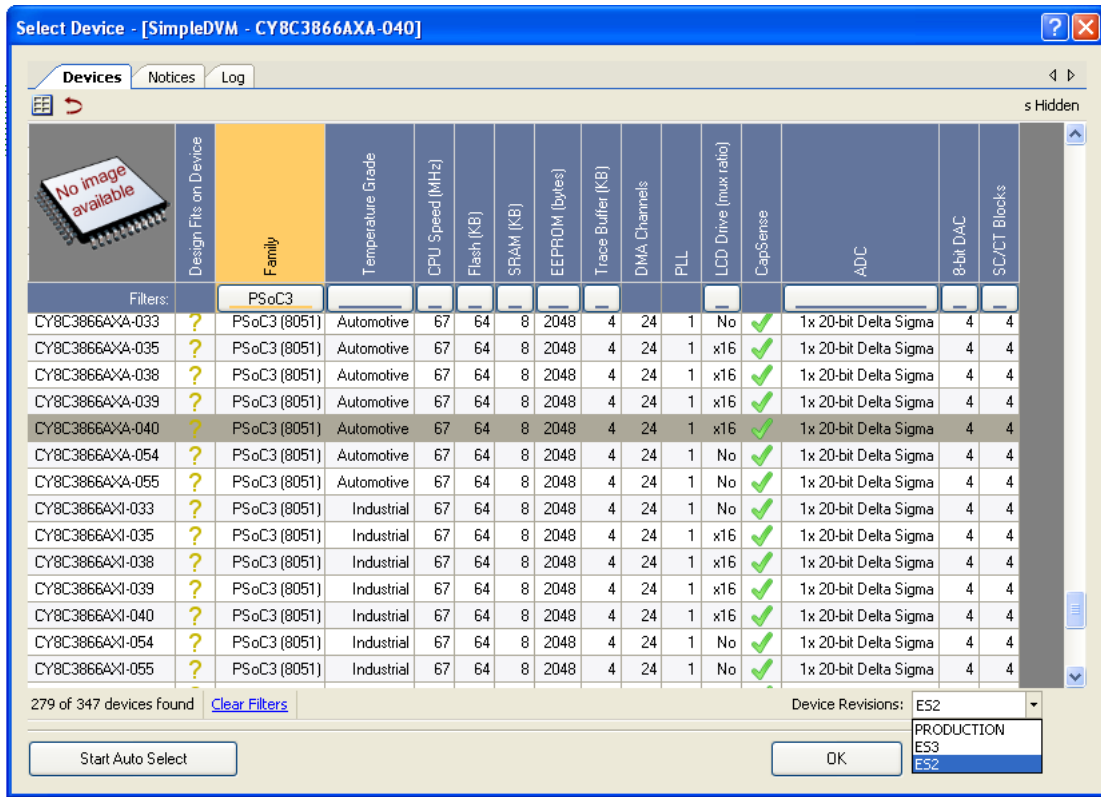 Select Device - [SimpleDVM - CY8C3866AXA-040]
Devices Notices Log
s Hidden
No image available
Design Fits on Device
Family
Temperature Grade
CPU Speed (MHz)
Flash (KB)
SRAM (KB)
EEPROM (bytes)
Trace Buffer (KB)
DMA Channels
PLL
LCD Drive (mux ratio)
CapSense
ADC
8-bit DAC
SC/CT Blocks
Filters: PSoC3
CY8C3866AXA-033 ? PSoC3 (8051) Automotive 67 64 8 2048 4 24 1 No 1x 20-bit Delta Sigma 4 4
CY8C3866AXA-035 ? PSoC3 (8051) Automotive 67 64 8 2048 4 24 1 x16 1x 20-bit Delta Sigma 4 4
CY8C3866AXA-038 ? PSoC3 (8051) Automotive 67 64 8 2048 4 24 1 x16 1x 20-bit Delta Sigma 4 4
CY8C3866AXA-039 ? PSoC3 (8051) Automotive 67 64 8 2048 4 24 1 x16 1x 20-bit Delta Sigma 4 4
CY8C3866AXA-040 ? PSoC3 (8051) Automotive 67 64 8 2048 4 24 1 x16 1x 20-bit Delta Sigma 4 4
CY8C3866AXA-054 ? PSoC3 (8051) Automotive 67 64 8 2048 4 24 1 No 1x 20-bit Delta Sigma 4 4
CY8C3866AXA-055 ? PSoC3 (8051) Automotive 67 64 8 2048 4 24 1 No 1x 20-bit Delta Sigma 4 4
CY8C3866AXI-033 ? PSoC3 (8051) Industrial 67 64 8 2048 4 24 1 No 1x 20-bit Delta Sigma 4 4
CY8C3866AXI-035 ? PSoC3 (8051) Industrial 67 64 8 2048 4 24 1 x16 1x 20-bit Delta Sigma 4 4
CY8C3866AXI-038 ? PSoC3 (8051) Industrial 67 64 8 2048 4 24 1 x16 1x 20-bit Delta Sigma 4 4
CY8C3866AXI-039 ? PSoC3 (8051) Industrial 67 64 8 2048 4 24 1 x16 1x 20-bit Delta Sigma 4 4
CY8C3866AXI-040 ? PSoC3 (8051) Industrial 67 64 8 2048 4 24 1 x16 1x 20-bit Delta Sigma 4 4
CY8C3866AXI-054 ? PSoC3 (8051) Industrial 67 64 8 2048 4 24 1 No 1x 20-bit Delta Sigma 4 4
CY8C3866AXI-055 ? PSoC3 (8051) Industrial 67 64 8 2048 4 24 1 No 1x 20-bit Delta Sigma 4 4
279 of 347 devices found Clear Filters Device Revisions: ES2
PRODUCTION
ES3
ES2
Start Auto Select OK